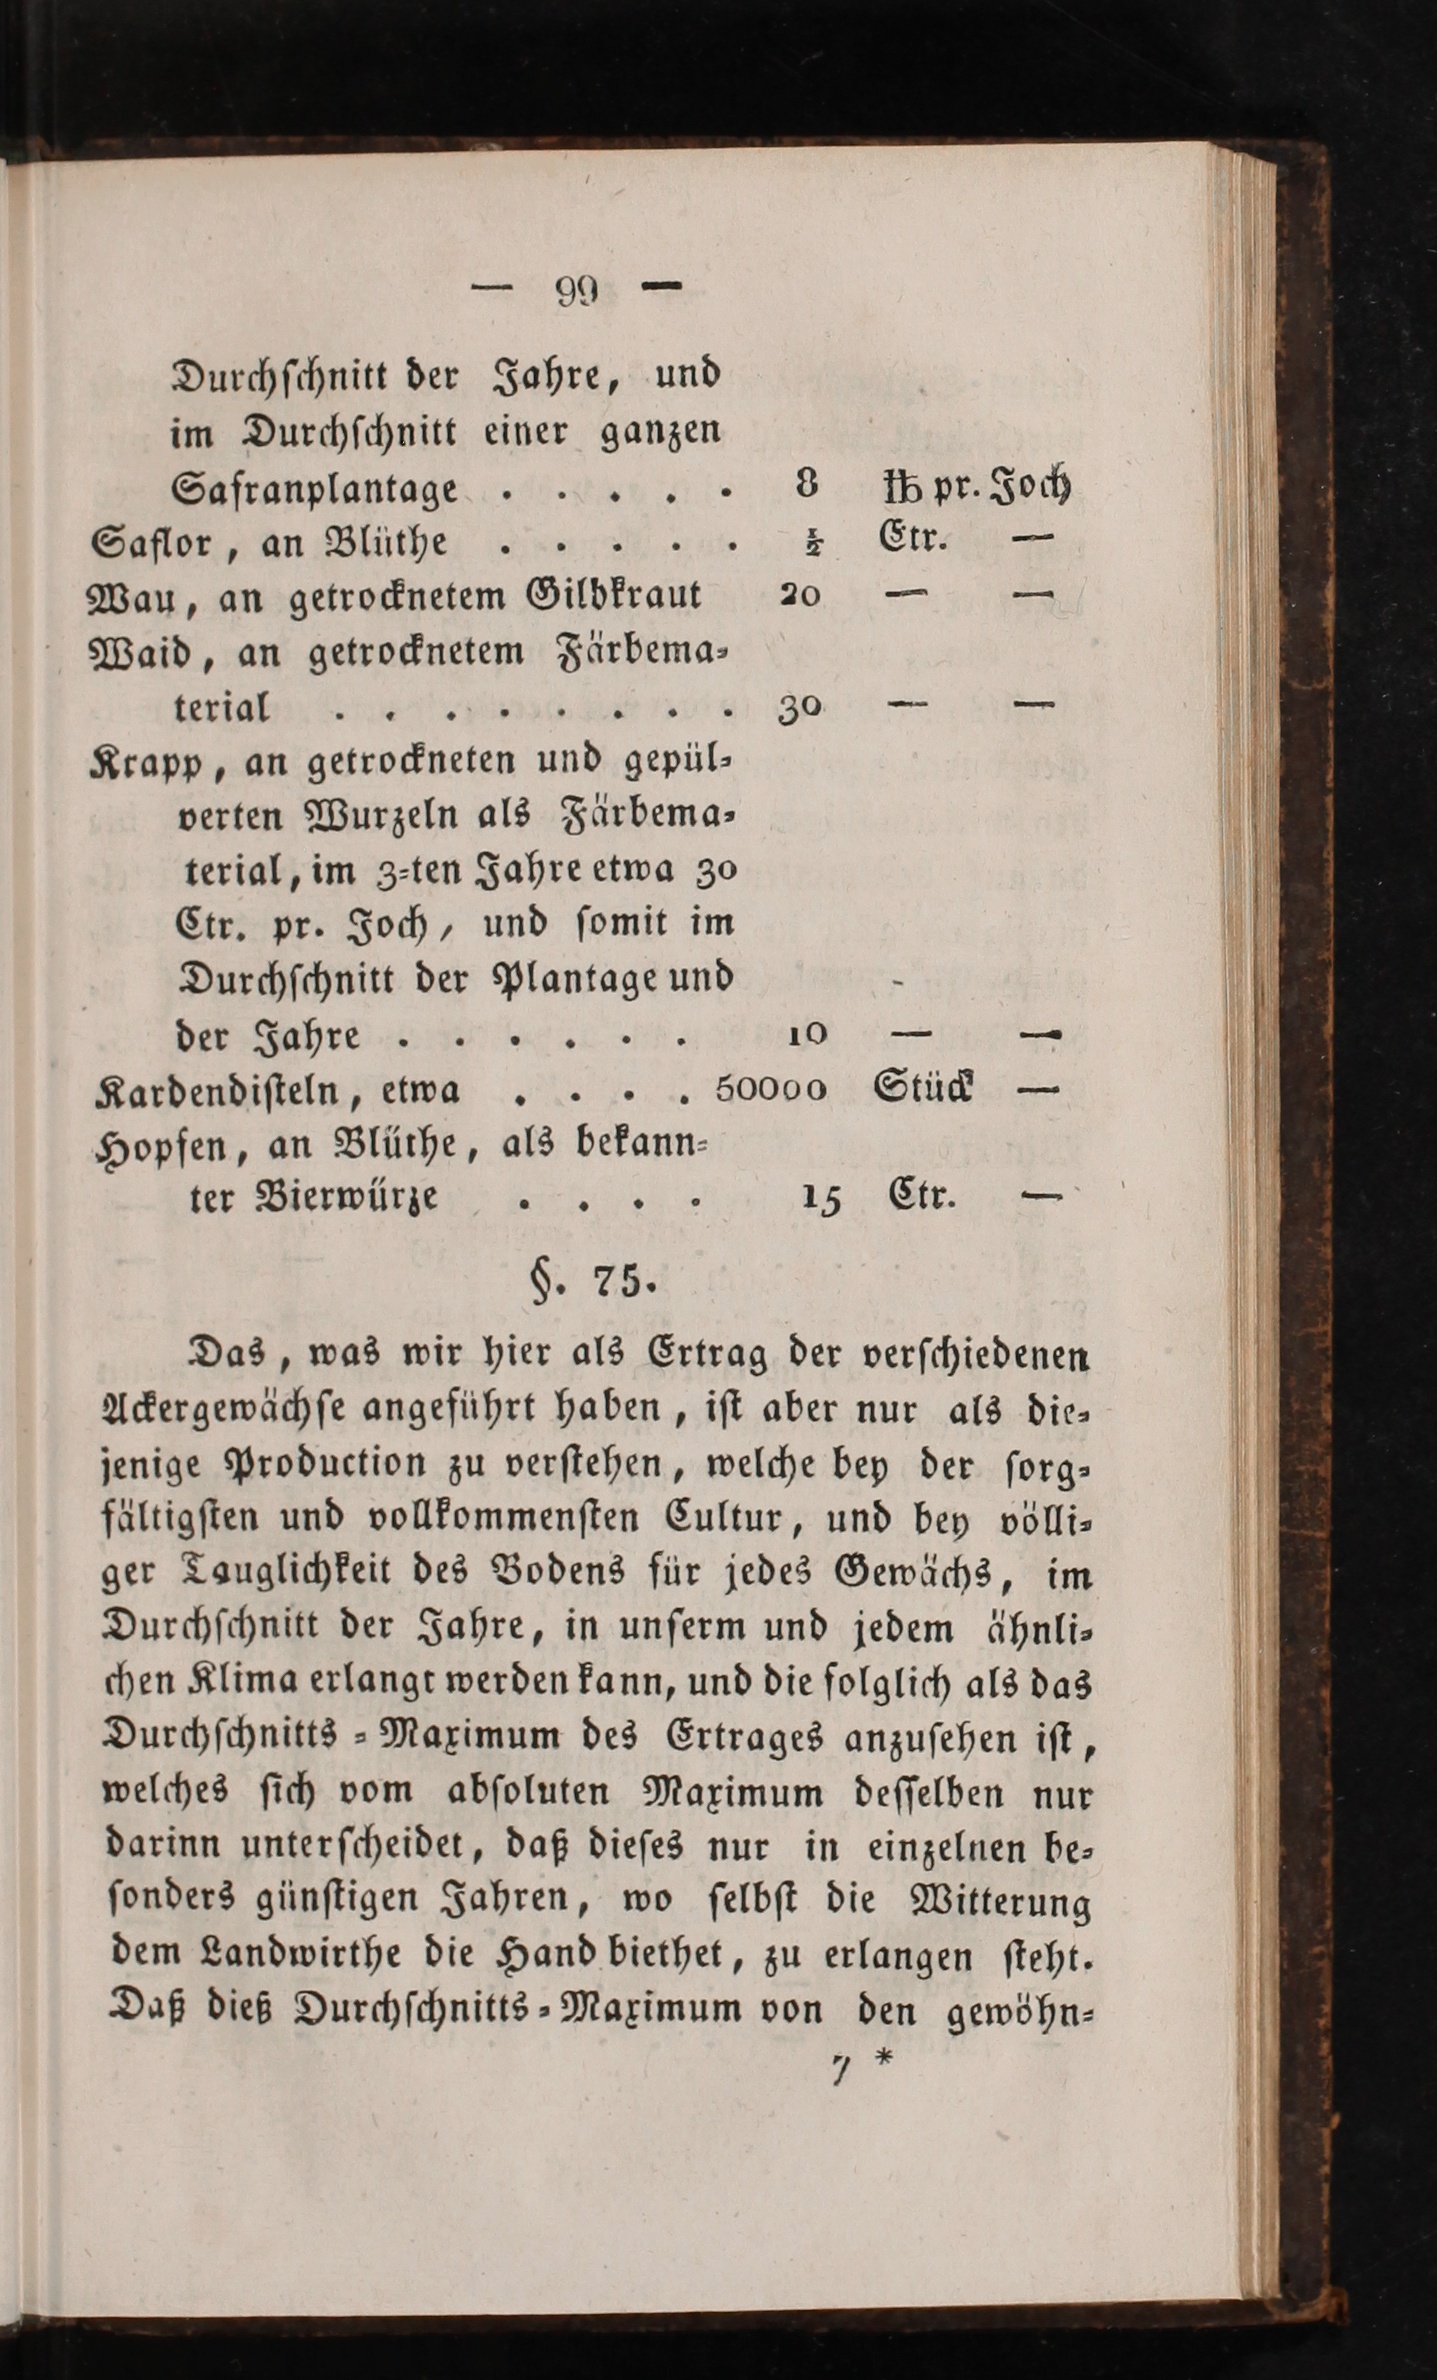 — 99 —
Durchſchnitt der Jahre, und
im Durchſchnitt einer ganzen
Safranplantage . . . . . 8 ℔ pr. Joch
Saflor, an Blüthe . . . . . ½ Ctr. —
Wau, an getrocknetem Gilbkraut 20 — —
Waid, an getrocknetem Färbema⸗
terial . . . . . . . . 30 — —
Krapp, an getrockneten und gepül⸗
verten Wurzeln als Färbema⸗
terial, im 3⸗ten Jahre etwa 30
Ctr. pr. Joch, und ſomit im
Durchſchnitt der Plantage und
der Jahre . . . . . . 10 — —
Kardendiſteln, etwa . . . . 50000 Stück —
Hopfen, an Blüthe, als bekann⸗
ter Bierwürze . . . . 15 Ctr. —
§. 75.
Das, was wir hier als Ertrag der verſchiedenen
Ackergewächſe angeführt haben, iſt aber nur als die⸗
jenige Production zu verſtehen, welche bey der ſorg⸗
fältigſten und vollkommenſten Cultur, und bey völli⸗
ger Tauglichkeit des Bodens für jedes Gewächs, im
Durchſchnitt der Jahre, in unſerm und jedem ähnli⸗
chen Klima erlangt werden kann, und die folglich als das
Durchſchnitts⸗Maximum des Ertrages anzuſehen iſt,
welches ſich vom abſoluten Maximum deſſelben nur
darinn unterſcheidet, daß dieſes nur in einzelnen be⸗
ſonders günſtigen Jahren, wo ſelbſt die Witterung
dem Landwirthe die Hand biethet, zu erlangen ſteht.
Daß dieß Durchſchnitts⸗Maximum von den gewöhn⸗
7 *